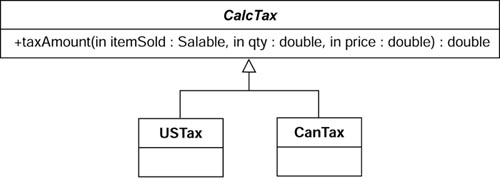 CalcTax
+taxAmount(in itemSold : Salable, in qty : double, in price : double) : double
USTax
CanTax